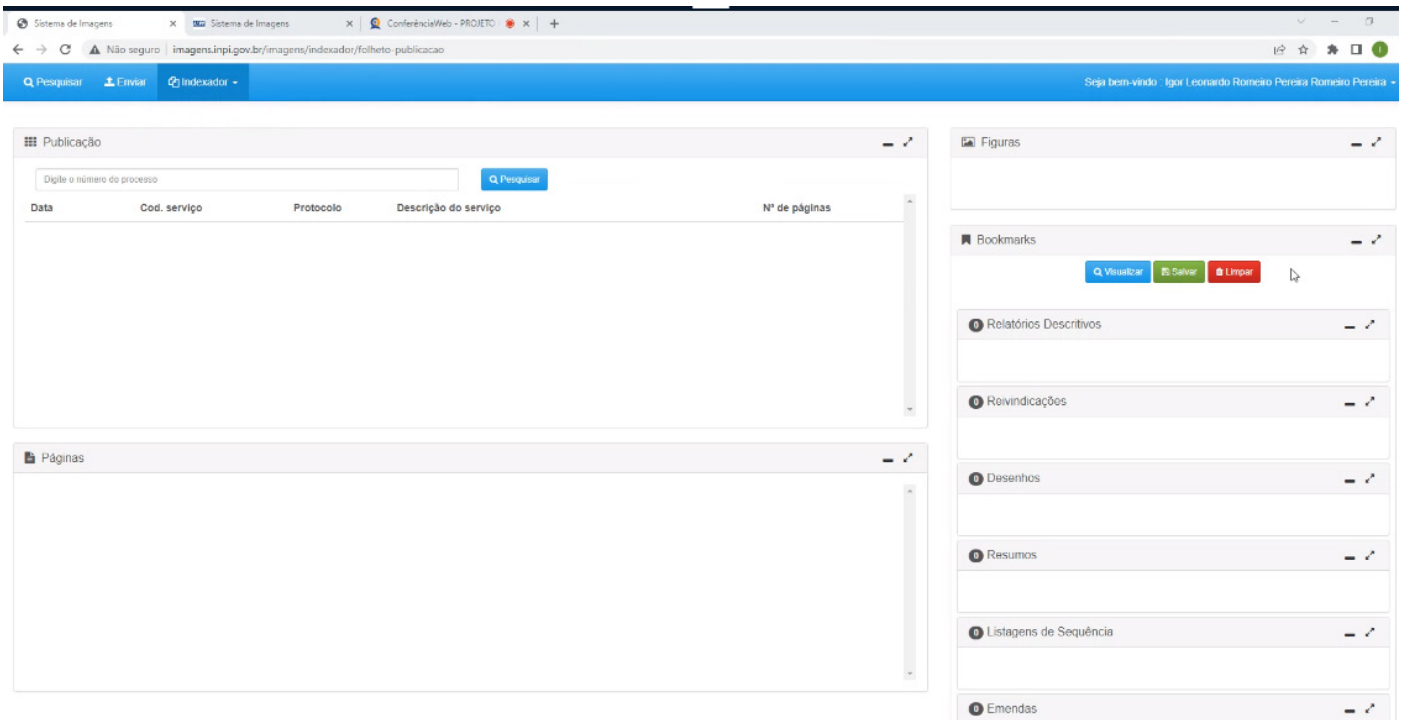 Sistema de Imagens
Sistema de Imagens
ConferênciaWeb - PROJETO
Não seguro imagens.inpi.gov.br/imagens/indexador/folheto-publicacao
Pesquisar Enviar Indexador
Seja bem-vindo : Igor Leonardo Romeiro Pereira Romeiro Pereira
Publicação
Digite o número do processo
Pesquisar
Data Cod. serviço Protocolo Descrição do serviço Nº de páginas
Páginas
Figuras
Bookmarks
Visualizar Salvar Limpar
0 Relatórios Descritivos
0 Reivindicações
0 Desenhos
0 Resumos
0 Listagens de Sequência
0 Emendas